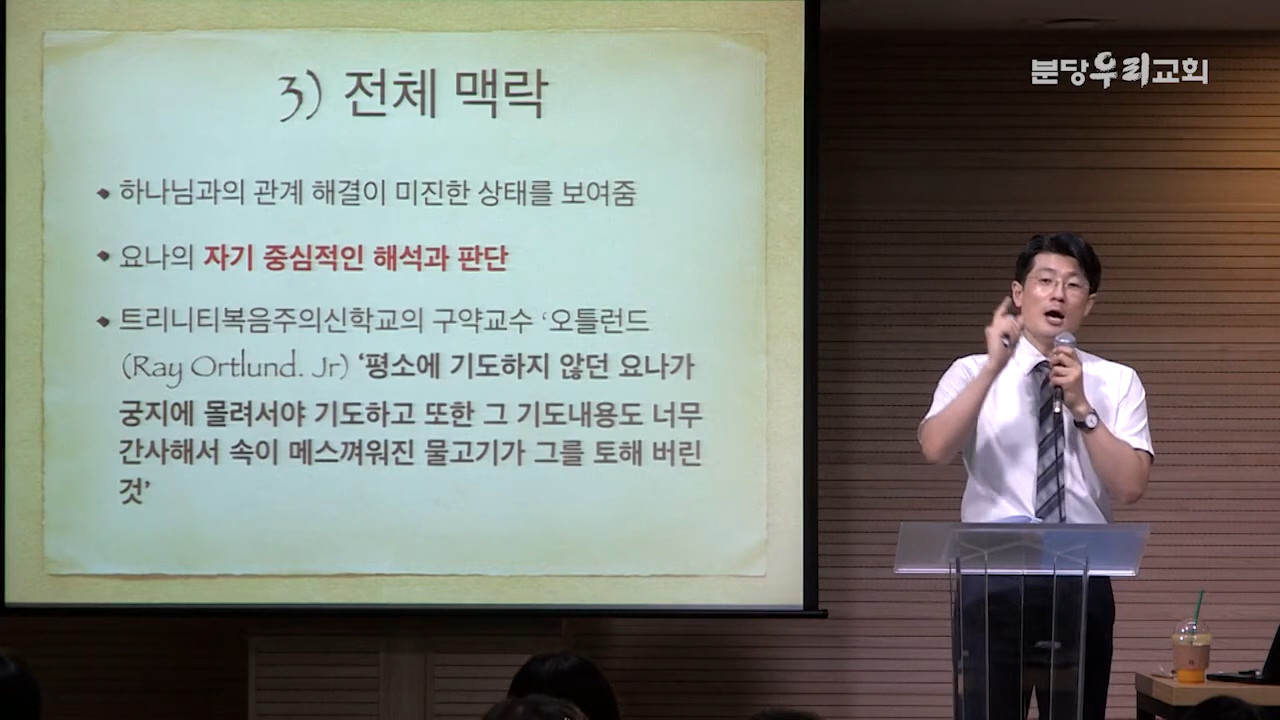 분당우리교회
3) 전체 맥락
하나님과의 관계 해결이 미진한 상태를 보여줌
요나의 자기 중심적인 해석과 판단
트리니티복음주의신학교의 구약교수 ‘오틀런드
(Ray Ortlund. Jr) ‘평소에 기도하지 않던 요나가
궁지에 몰려서야 기도하고 또한 그 기도내용도 너무
간사해서 속이 메스껴워진 물고기가 그를 토해 버린
것’